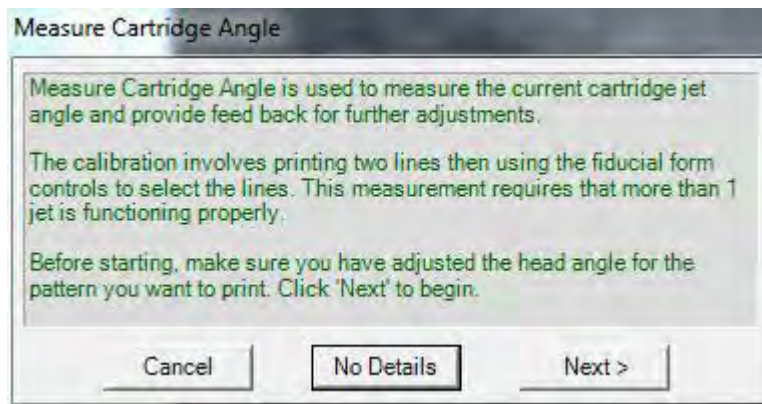 Measure Cartridge Angle
Measure Cartridge Angle is used to measure the current cartridge jet
angle and provide feed back for further adjustments.
The calibration involves printing two lines then using the fiducial form
controls to select the lines. This measurement requires that more than 1
jet is functioning properly.
Before starting, make sure you have adjusted the head angle for the
pattern you want to print. Click 'Next' to begin.
Cancel
No Details
Next >